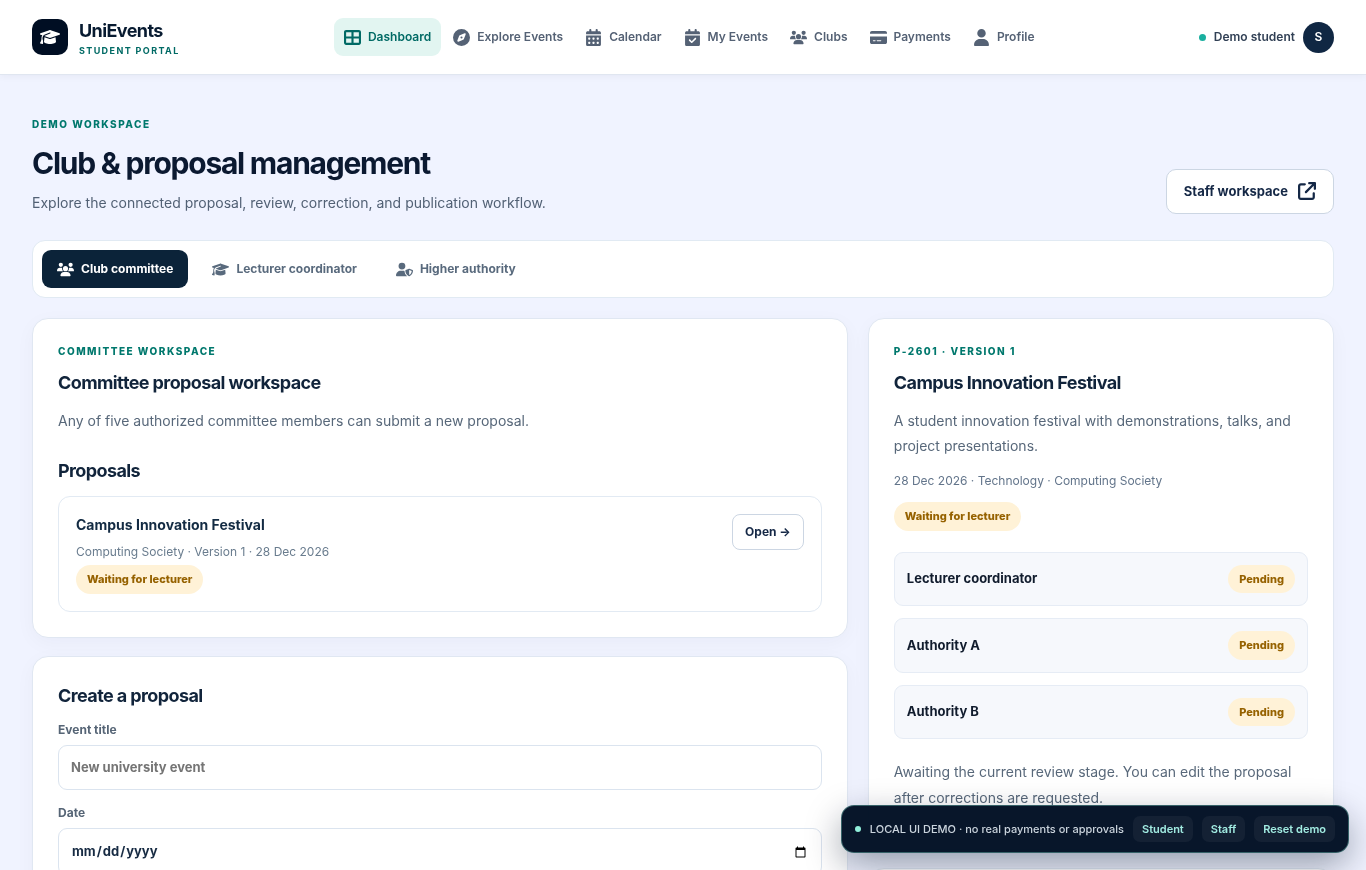 UniEvents
STUDENT PORTAL
Dashboard
Explore Events
Calendar
My Events
Clubs
Payments
Profile
Demo student
S
DEMO WORKSPACE
Club & proposal management
Explore the connected proposal, review, correction, and publication workflow.
Staff workspace
Club committee
Lecturer coordinator
Higher authority
COMMITTEE WORKSPACE
Committee proposal workspace
Any of five authorized committee members can submit a new proposal.
Proposals
Campus Innovation Festival
Computing Society · Version 1 · 28 Dec 2026
Waiting for lecturer
Open →
Create a proposal
Event title
New university event
Date
mm/dd/yyyy
P-2601 · VERSION 1
Campus Innovation Festival
A student innovation festival with demonstrations, talks, and
project presentations.
28 Dec 2026 · Technology · Computing Society
Waiting for lecturer
Lecturer coordinator
Pending
Authority A
Pending
Authority B
Pending
Awaiting the current review stage. You can edit the proposal
after corrections are requested.
LOCAL UI DEMO · no real payments or approvals
Student
Staff
Reset demo